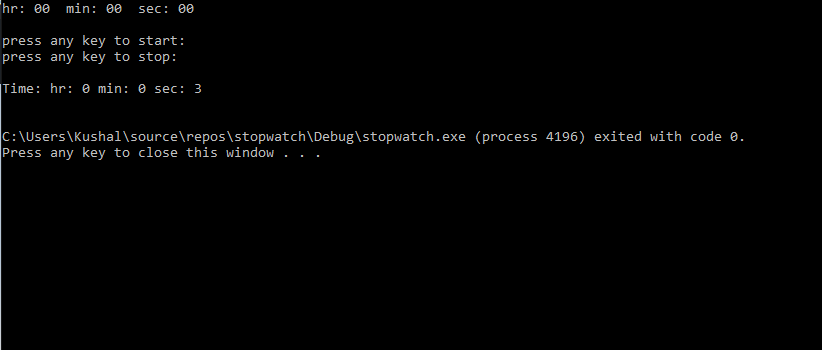 hr: 00  min: 00  sec: 00
press any key to start:
press any key to stop:
Time: hr: 0 min: 0 sec: 3
C:\Users\Kushal\source\repos\stopwatch\Debug\stopwatch.exe (process 4196) exited with code 0.
Press any key to close this window . . .